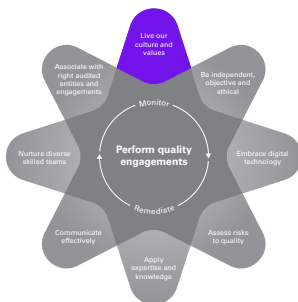 Live our
culture and
values
Associate with
right audited
entities and
engagements
Be independent,
objective and
ethical
Monitor
Nurture diverse
skilled teams
Perform quality
engagements
Embrace digital
technology
Remediate
Communicate
effectively
Assess risks
to quality
Apply
expertise and
knowledge